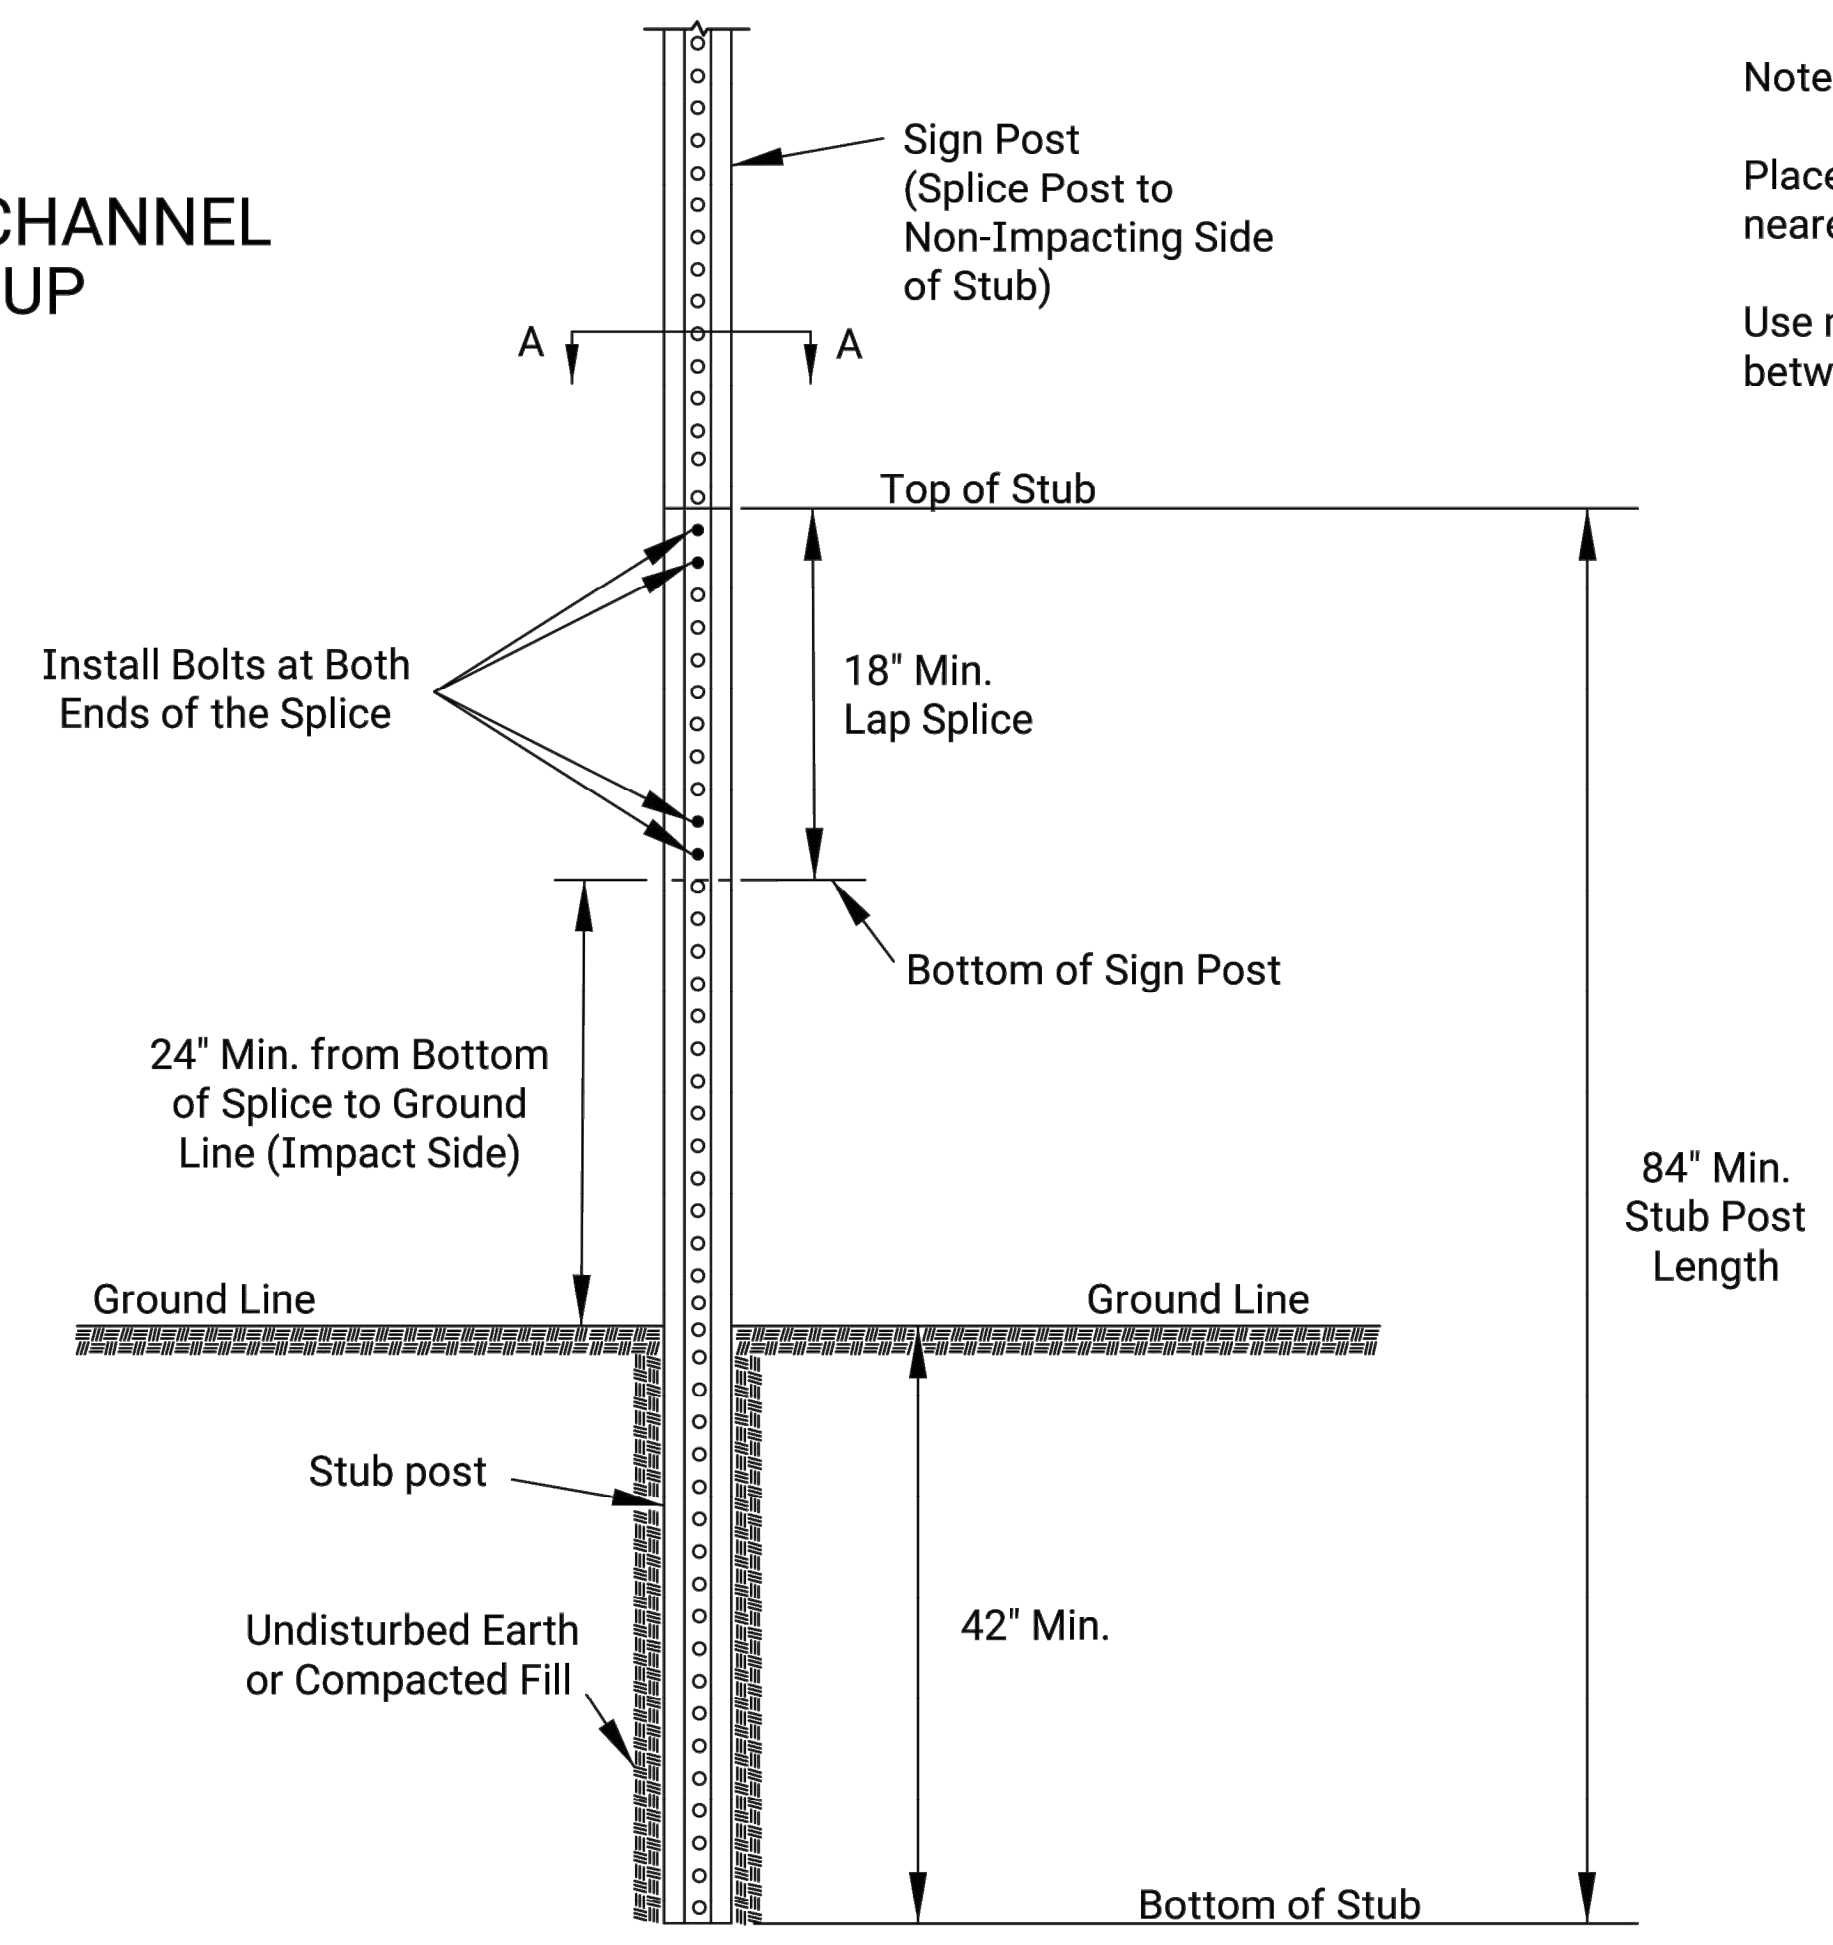 CHANNEL
UP
Sign Post
(Splice Post to
Non-Impacting Side
of Stub)
Note
A
A
Top of Stub
Install Bolts at Both
Ends of the Splice
18" Min.
Lap Splice
Bottom of Sign Post
24" Min. from Bottom
of Splice to Ground
Line (Impact Side)
84" Min.
Stub Post
Length
Ground Line
Ground Line
Stub post
Undisturbed Earth
or Compacted Fill
42" Min.
Bottom of Stub
Place
neare
Use
betw